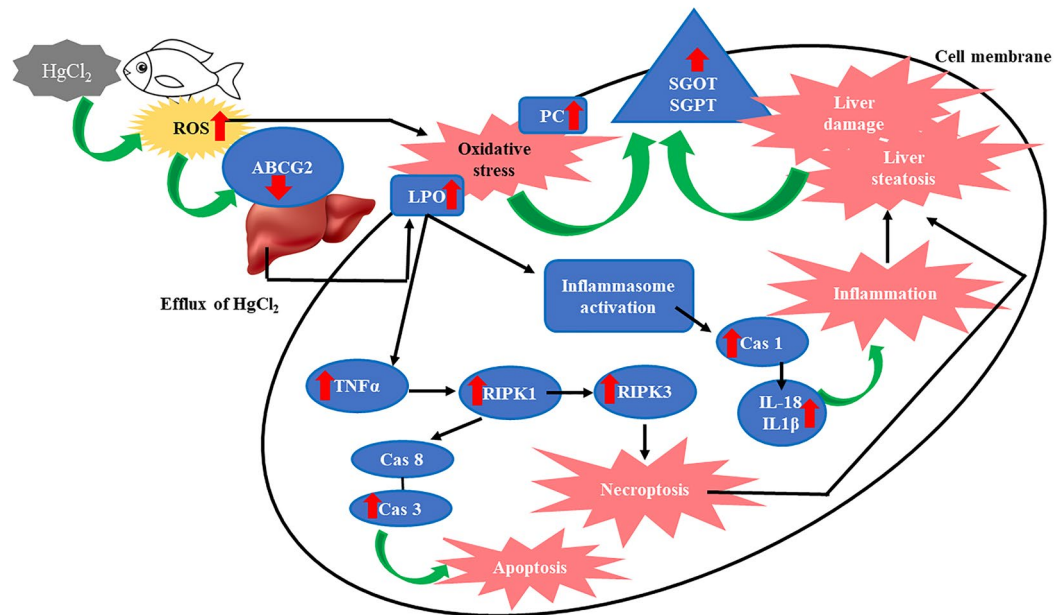 HgCl₂
ROS
ABCG2
Efflux of HgCl₂
PC
Oxidative
stress
LPO
SGOT
SGPT
Cell membrane
Liver
damage
Liver
steatosis
Inflammasome
activation
Inflammation
Cas 1
IL-18
IL1β
TNFα
RIPK1
RIPK3
Cas 8
Cas 3
Necroptosis
Apoptosis